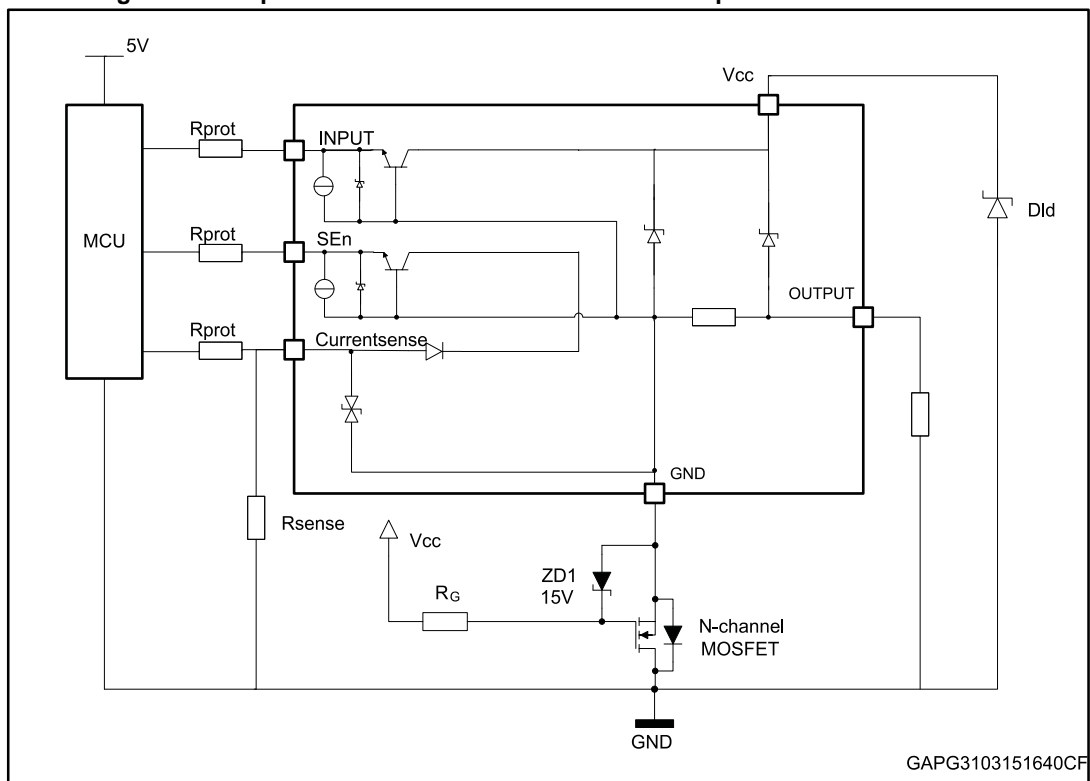 5V
Vcc
Rprot
INPUT
Dld
MCU
Rprot
SEn
OUTPUT
Rprot
Currentsense
GND
Rsense
Vcc
ZD1
15V
RG
N-channel
MOSFET
GND
GAPG3103151640CF